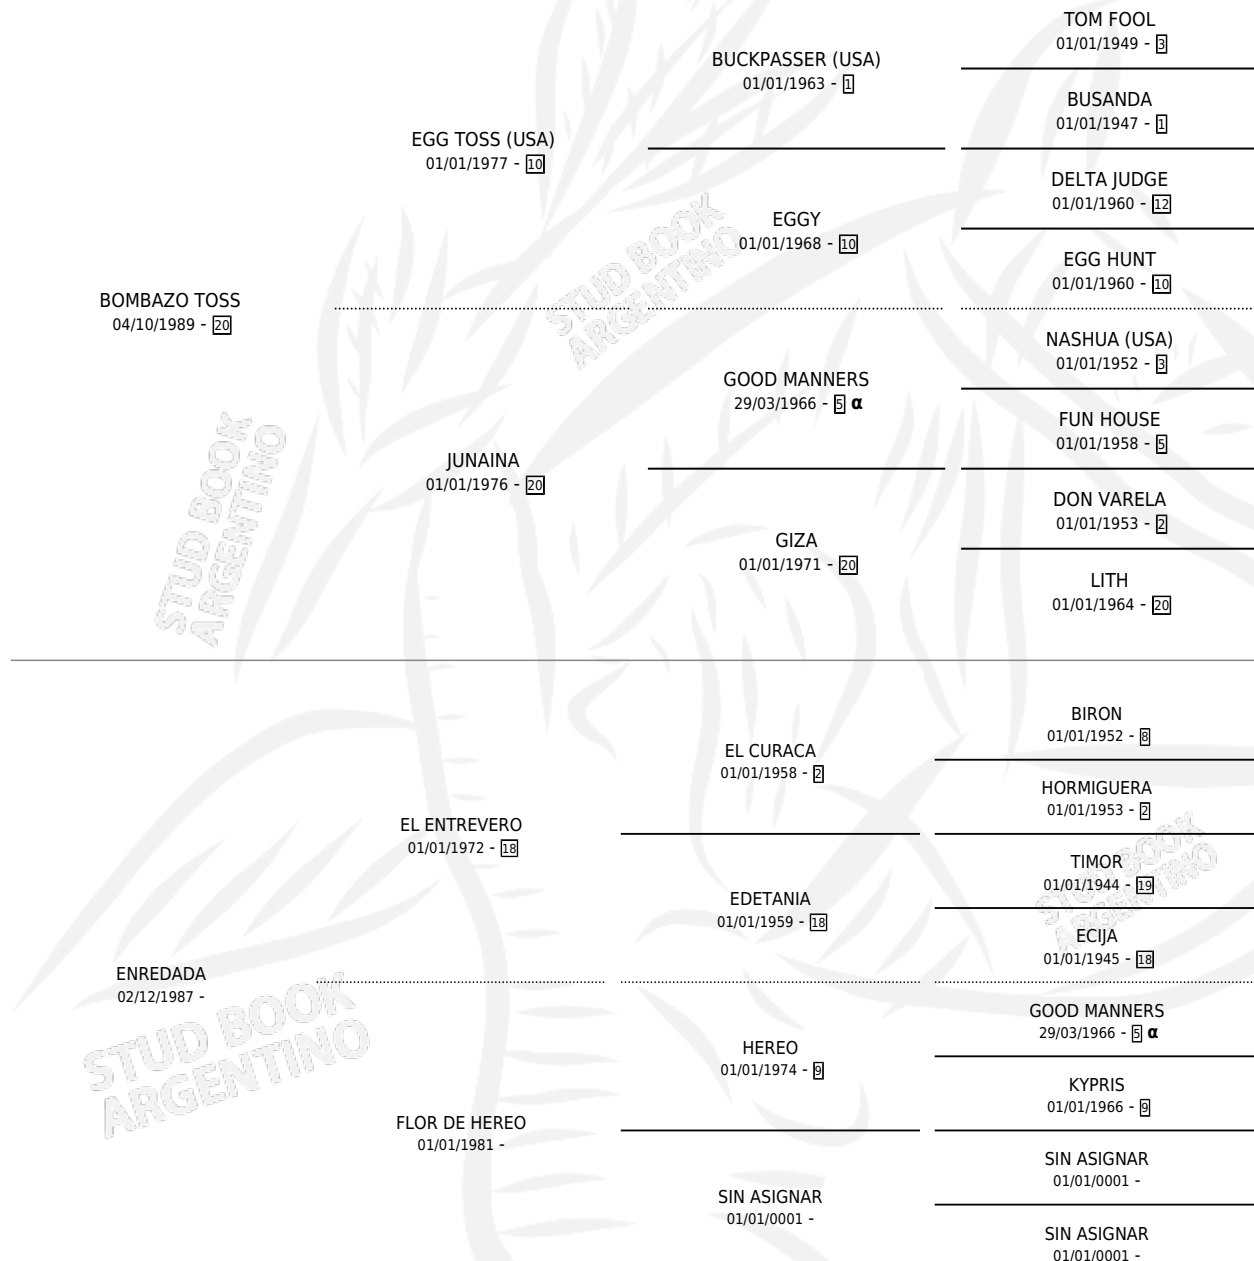 TOM FOOL
01/01/1949 - 3
BUCKPASSER (USA)
01/01/1963 - 1
BUSANDA
01/01/1947 - 1
EGG TOSS (USA)
01/01/1977 - 10
DELTA JUDGE
01/01/1960 - 12
EGGY
01/01/1968 - 10
EGG HUNT
01/01/1960 - 10
BOMBAZO TOSS
04/10/1989 - 20
NASHUA (USA)
01/01/1952 - 3
GOOD MANNERS
29/03/1966 - 5 α
FUN HOUSE
01/01/1958 - 5
JUNAINA
01/01/1976 - 20
DON VARELA
01/01/1953 - 2
GIZA
01/01/1971 - 20
LITH
01/01/1964 - 20
BIRON
01/01/1952 - 8
EL CURACA
01/01/1958 - 2
HORMIGUERA
01/01/1953 - 2
EL ENTREVERO
01/01/1972 - 18
TIMOR
01/01/1944 - 19
EDETANIA
01/01/1959 - 18
ECIJA
01/01/1945 - 18
ENREDADA
02/12/1987 -
GOOD MANNERS
29/03/1966 - 5 α
HEREO
01/01/1974 - 9
KYPRIS
01/01/1966 - 9
FLOR DE HEREO
01/01/1981 -
SIN ASIGNAR
01/01/0001 -
SIN ASIGNAR
01/01/0001 -
SIN ASIGNAR
01/01/0001 -
STUD BOOK
ARGENTINO
STUD BOOK
ARGENTINO
STUD BOOK
ARGENTINO
STUD BOOK
ARGENTINO